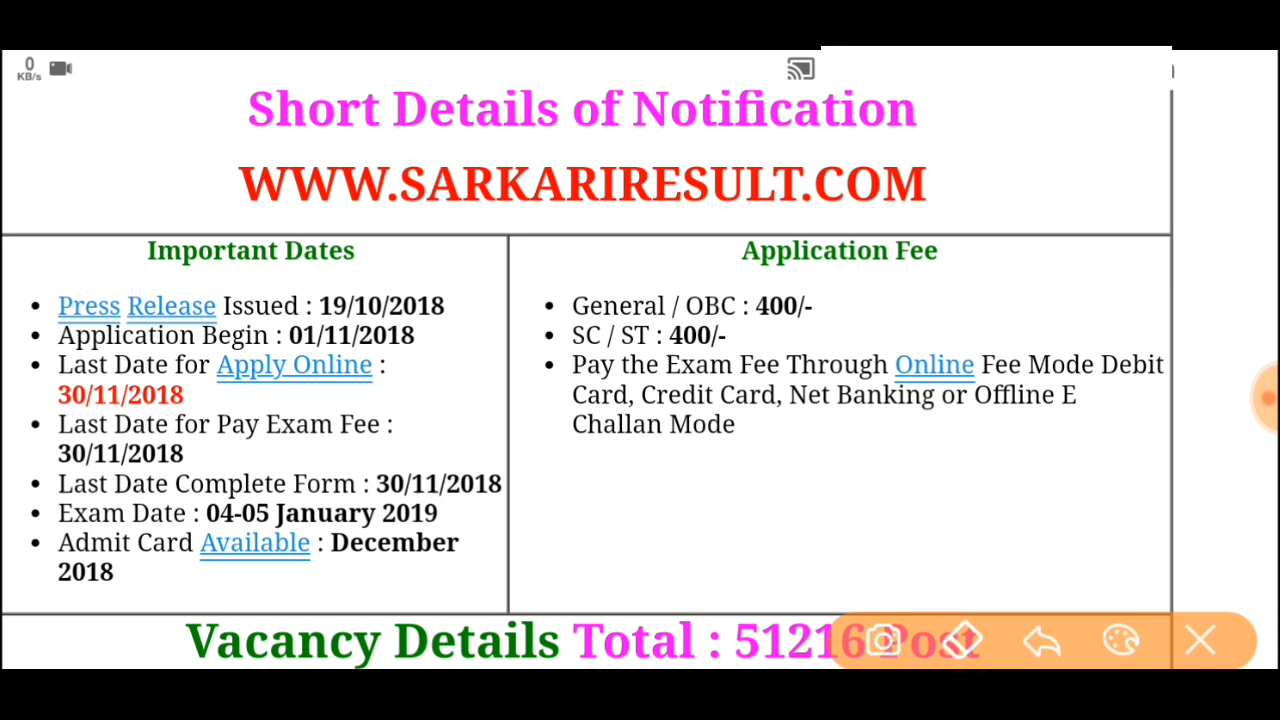 0
KB/s
Short Details of Notification
WWW.SARKARIRESULT.COM
Important Dates
• Press Release Issued : 19/10/2018
• Application Begin : 01/11/2018
• Last Date for Apply Online :
30/11/2018
• Last Date for Pay Exam Fee :
30/11/2018
• Last Date Complete Form : 30/11/2018
• Exam Date : 04-05 January 2019
• Admit Card Available : December
2018
Application Fee
• General / OBC : 400/-
• SC / ST : 400/-
• Pay the Exam Fee Through Online Fee Mode Debit
Card, Credit Card, Net Banking or Offline E
Challan Mode
Vacancy Details Total : 51216 Post